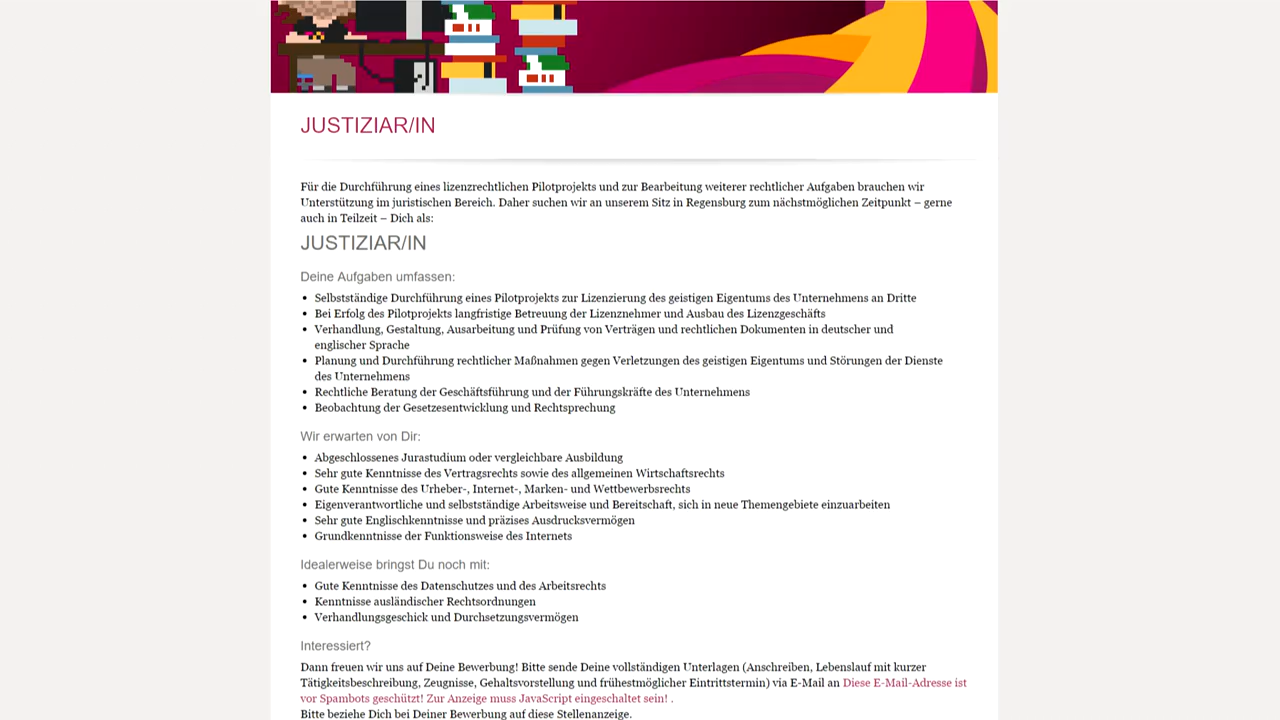 JUSTIZIAR/IN
Für die Durchführung eines lizenzrechtlichen Pilotprojekts und zur Bearbeitung weiterer rechtlicher Aufgaben brauchen wir
Unterstützung im juristischen Bereich. Daher suchen wir an unserem Sitz in Regensburg zum nächstmöglichen Zeitpunkt – gerne
auch in Teilzeit – Dich als:
JUSTIZIAR/IN
Deine Aufgaben umfassen:
• Selbstständige Durchführung eines Pilotprojekts zur Lizenzierung des geistigen Eigentums des Unternehmens an Dritte
• Bei Erfolg des Pilotprojekts langfristige Betreuung der Lizenznehmer und Ausbau des Lizenzgeschäfts
• Verhandlung, Gestaltung, Ausarbeitung und Prüfung von Verträgen und rechtlichen Dokumenten in deutscher und
englischer Sprache
• Planung und Durchführung rechtlicher Maßnahmen gegen Verletzungen des geistigen Eigentums und Störungen der Dienste
des Unternehmens
• Rechtliche Beratung der Geschäftsführung und der Führungskräfte des Unternehmens
• Beobachtung der Gesetzesentwicklung und Rechtsprechung
Wir erwarten von Dir:
• Abgeschlossenes Jurastudium oder vergleichbare Ausbildung
• Sehr gute Kenntnisse des Vertragsrechts sowie des allgemeinen Wirtschaftsrechts
• Gute Kenntnisse des Urheber-, Internet-, Marken- und Wettbewerbsrechts
• Eigenverantwortliche und selbstständige Arbeitsweise und Bereitschaft, sich in neue Themengebiete einzuarbeiten
• Sehr gute Englischkenntnisse und präzises Ausdrucksvermögen
• Grundkenntnisse der Funktionsweise des Internets
Idealerweise bringst Du noch mit:
• Gute Kenntnisse des Datenschutzes und des Arbeitsrechts
• Kenntnisse ausländischer Rechtsordnungen
• Verhandlungsgeschick und Durchsetzungsvermögen
Interessiert?
Dann freuen wir uns auf Deine Bewerbung! Bitte sende Deine vollständigen Unterlagen (Anschreiben, Lebenslauf mit kurzer
Tätigkeitsbeschreibung, Zeugnisse, Gehaltsvorstellung und frühestmöglicher Eintrittstermin) via E-Mail an Diese E-Mail-Adresse ist
vor Spambots geschützt! Zur Anzeige muss JavaScript eingeschaltet sein! .
Bitte beziehe Dich bei Deiner Bewerbung auf diese Stellenanzeige.